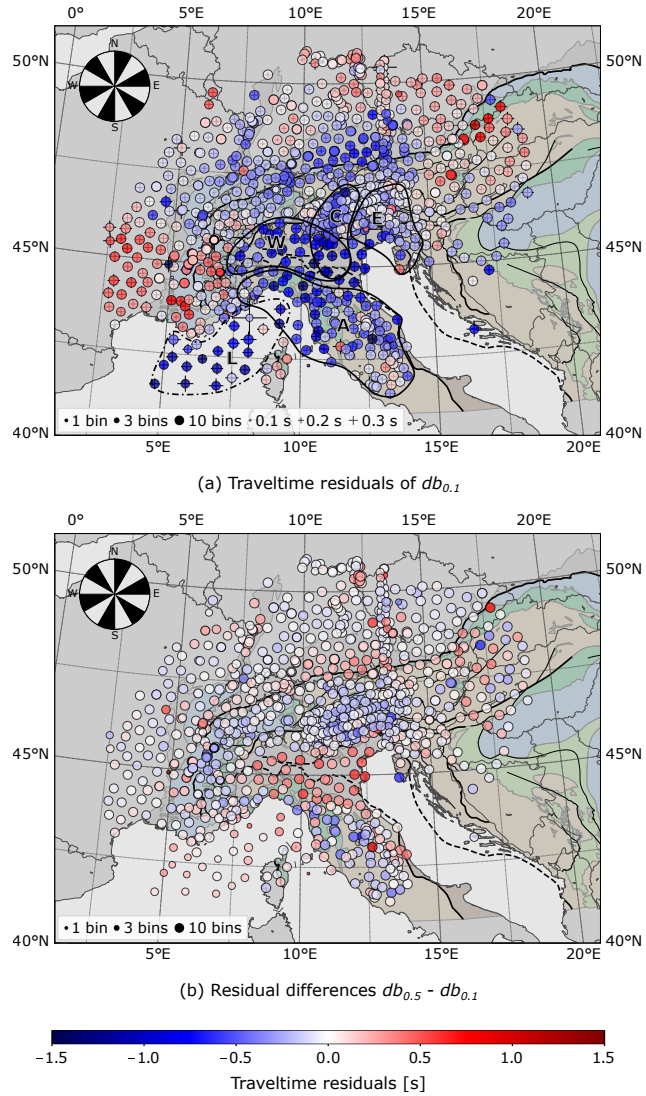 0° 5°E 10°E 15°E 20°E
50°N 50°N
N
W E
S
C E
W
45°N 45°N
A
L
1 bin 3 bins 10 bins 0.1 s 0.2 s 0.3 s
40°N 40°N
5°E 10°E 15°E 20°E
(a) Traveltime residuals of db0.1
0° 5°E 10°E 15°E 20°E
50°N 50°N
N
W E
S
45°N 45°N
1 bin 3 bins 10 bins
40°N 40°N
5°E 10°E 15°E 20°E
(b) Residual differences db0.5 - db0.1
−1.5 −1.0 −0.5 0.0 0.5 1.0 1.5
Traveltime residuals [s]